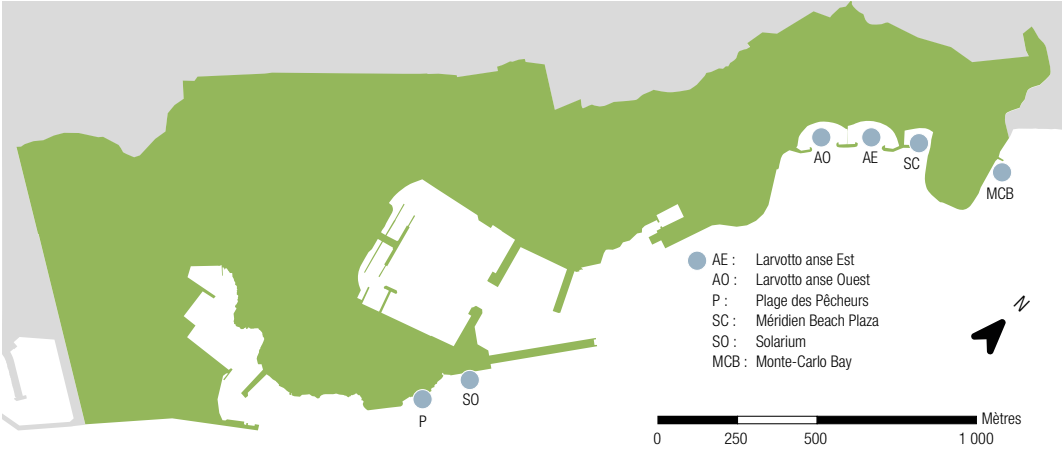 AO
AE
SC
MCB
AE : Larvotto anse Est
AO : Larvotto anse Ouest
P : Plage des Pêcheurs
SC : Méridien Beach Plaza
SO : Solarium
MCB : Monte-Carlo Bay
N
SO
P
Mètres
0 250 500 1 000